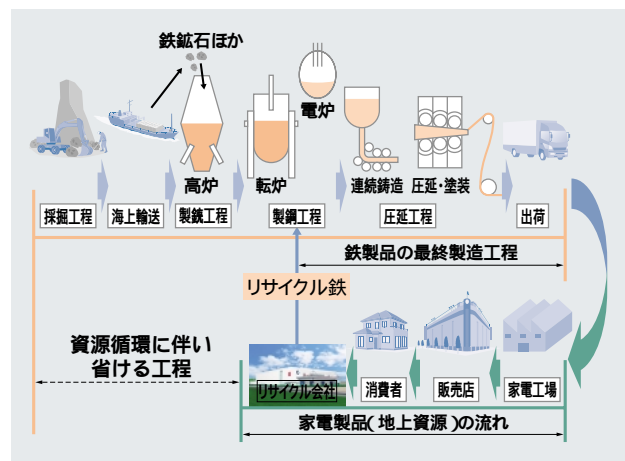 鉄鉱石ほか
電炉
高炉
転炉
連続鋳造
圧延・塗装
採掘工程
海上輸送
製銑工程
製鋼工程
圧延工程
出荷
鉄製品の最終製造工程
リサイクル鉄
資源循環に伴い
省ける工程
リサイクル会社
消費者
販売店
家電工場
家電製品(地上資源)の流れ